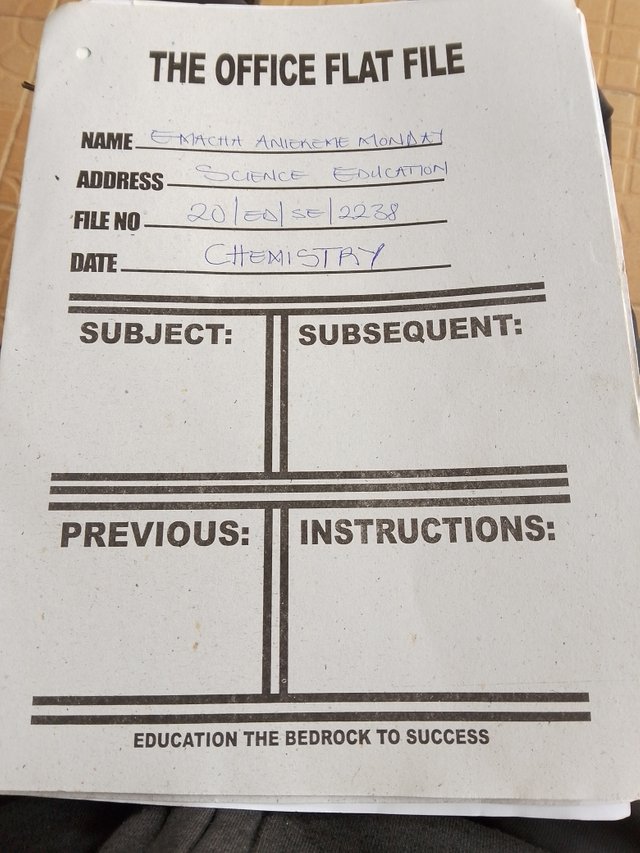 THE OFFICE FLAT FILE
NAME EMACHA ANIEKEME MONDAY
ADDRESS SCIENCE EDUCATION
FILE NO 20/ED/SE/2238
DATE CHEMISTRY
SUBJECT: SUBSEQUENT:
PREVIOUS: INSTRUCTIONS:
EDUCATION THE BEDROCK TO SUCCESS